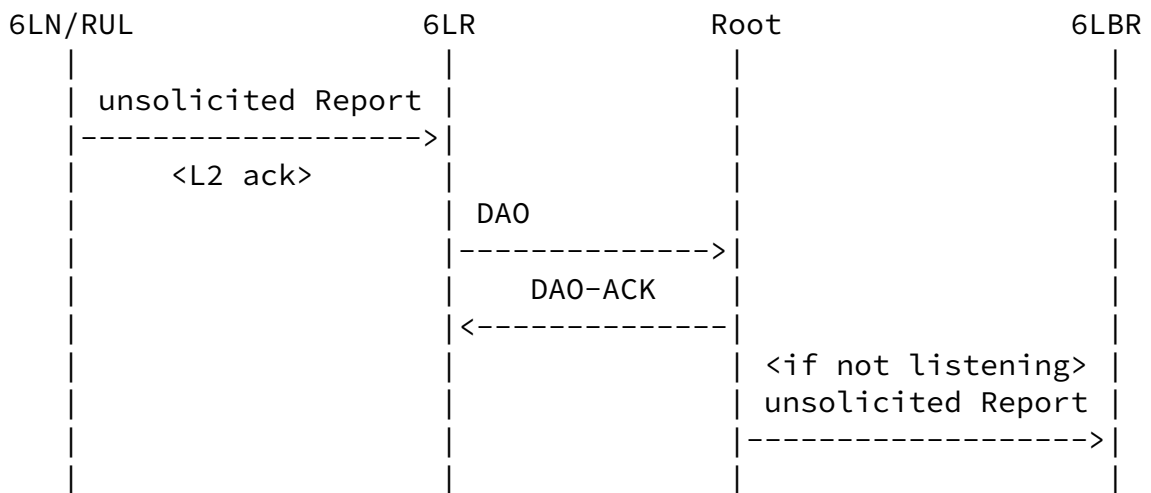 6LN/RUL 6LR Root 6LBR
unsolicited Report
<L2 ack>
DAO
DAO-ACK
<if not listening>
unsolicited Report